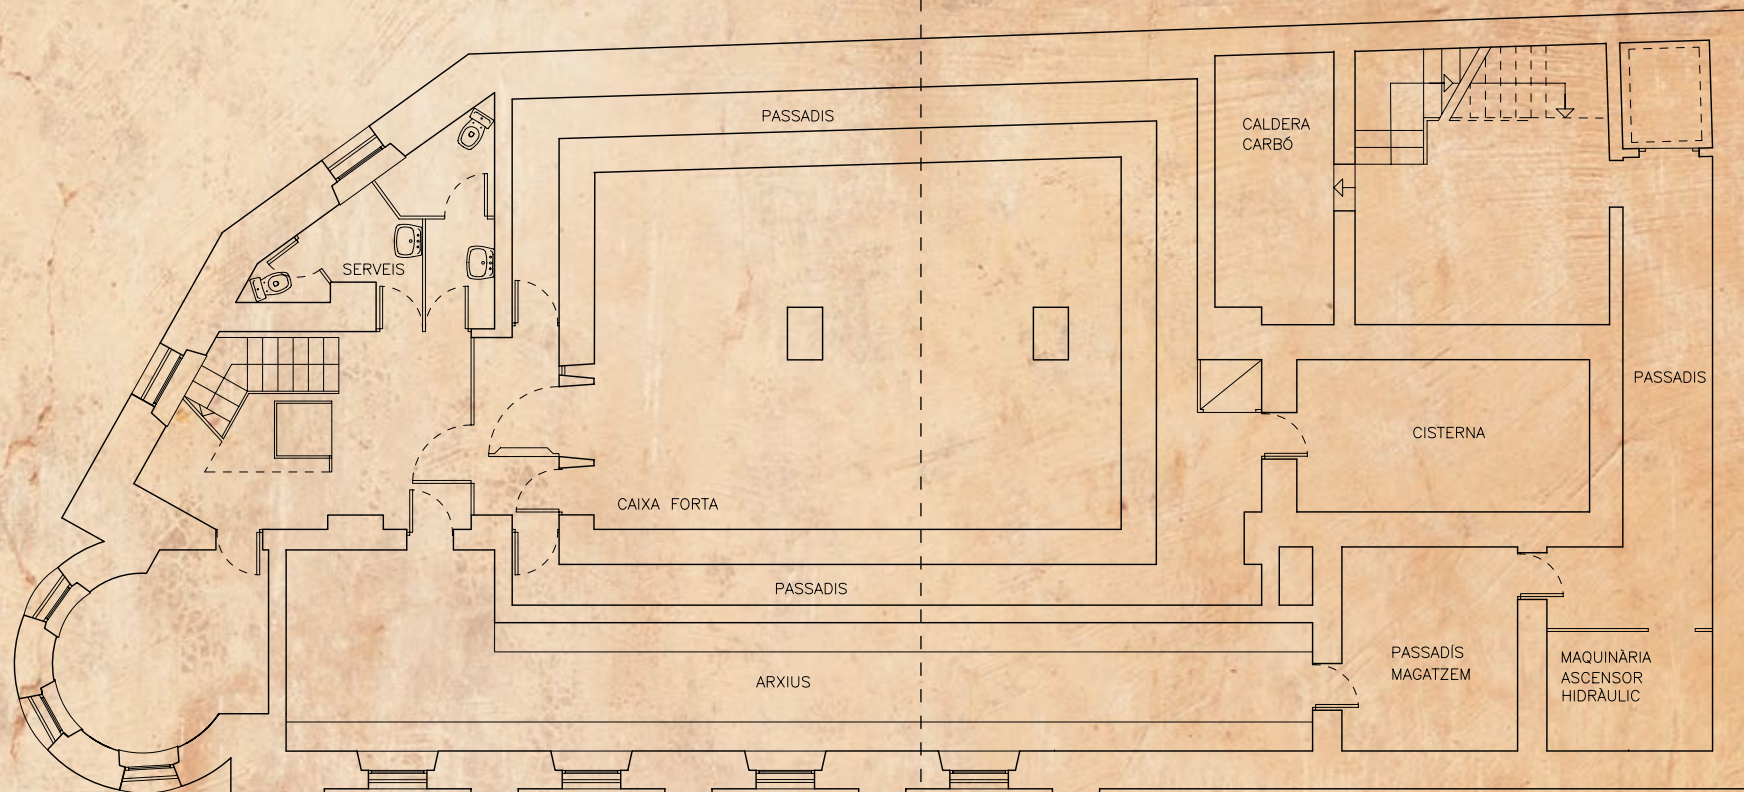 PASSADIS
CALDERA
CARBÓ
SERVEIS
PASSADIS
CISTERNA
CAIXA FORTA
PASSADIS
PASSADÍS
MAGATZEM
MAQUINÀRIA
ASCENSOR
HIDRÀULIC
ARXIUS